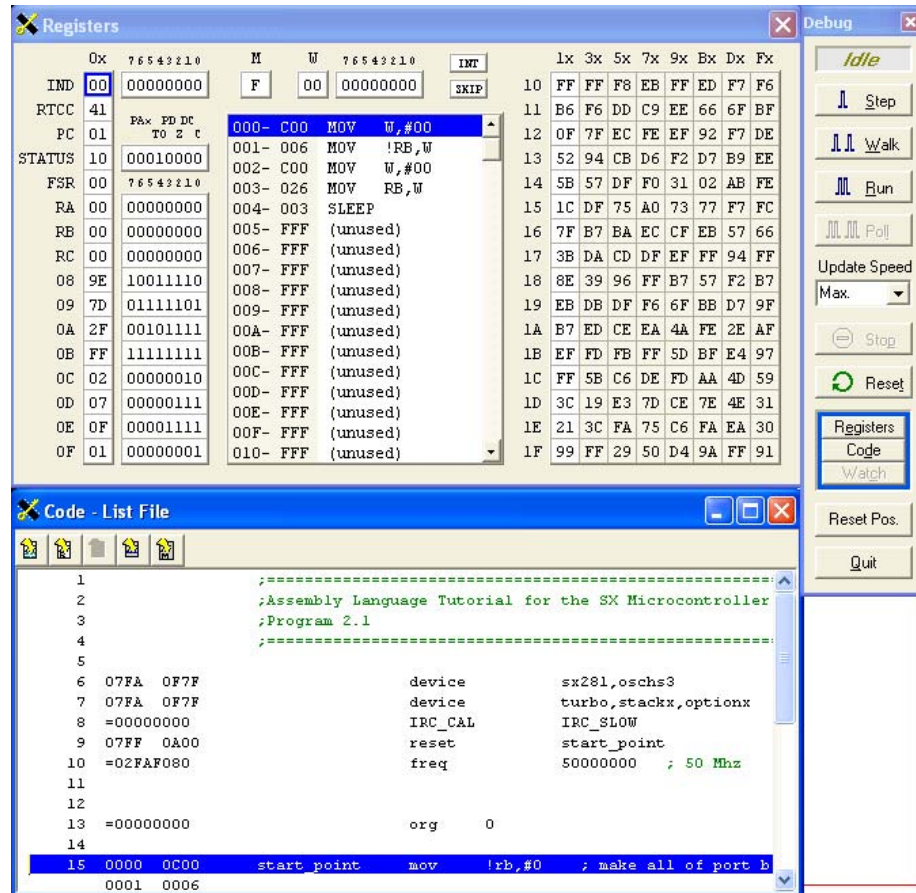 Registers
0x 76543210 M W 76543210 INT 1x 3x 5x 7x 9x Bx Dx Fx
IND 00 00000000 F 00 00000000 SKIP 10 FF FF F8 EB FF ED F7 F6
RTCC 41 11 B6 F6 DD C9 EE 66 6F BF
PC 01 PAx PD DC TO Z C 000- C00 MOV W,#00 12 0F 7F EC FE EF 92 F7 DE
STATUS 10 00010000 001- 006 MOV !RB,W 13 52 94 CB D6 F2 D7 B9 EE
002- C00 MOV W,#00
FSR 00 76543210 003- 026 MOV RB,W 14 5B 57 DF F0 31 02 AB FE
RA 00 00000000 004- 003 SLEEP 15 1C DF 75 A0 73 77 F7 FC
RB 00 00000000 005- FFF (unused) 16 7F B7 BA EC CF EB 57 66
006- FFF (unused)
RC 00 00000000 007- FFF (unused) 17 3B DA CD DF EF FF 94 FF
08 9E 10011110 008- FFF (unused) 18 8E 39 96 FF B7 57 F2 B7
09 7D 01111101 009- FFF (unused) 19 EB DB DF F6 6F BB D7 9F
0A 2F 00101111 00A- FFF (unused) 1A B7 ED CE EA 4A FE 2E AF
0B FF 11111111 00B- FFF (unused) 1B EF FD FB FF 5D BF E4 97
0C 02 00000010 00C- FFF (unused) 1C FF 5B C6 DE FD AA 4D 59
0D 07 00000111 00D- FFF (unused) 1D 3C 19 E3 7D CE 7E 4E 31
00E- FFF (unused)
0E 0F 00001111 00F- FFF (unused) 1E 21 3C FA 75 C6 FA EA 30
0F 01 00000001 010- FFF (unused) 1F 99 FF 29 50 D4 9A FF 91
Debug
Idle
Step
Walk
Run
Poll
Update Speed
Max.
Stop
Reset
Registers
Code
Watch
Reset Pos.
Quit
Code - List File
1 ;======================================================
2 ;Assembly Language Tutorial for the SX Microcontroller
3 ;Program 2.1
4 ;======================================================
5
6 07FA 0F7F device sx28l,oschs3
7 07FA 0F7F device turbo,stackx,optionx
8 =00000000 IRC_CAL IRC_SLOW
9 07FF 0A00 reset start_point
10 =02FAF080 freq 50000000 ; 50 Mhz
11
12
13 =00000000 org 0
14
15 0000 0C00 start_point mov !rb,#0 ; make all of port b
0001 0006